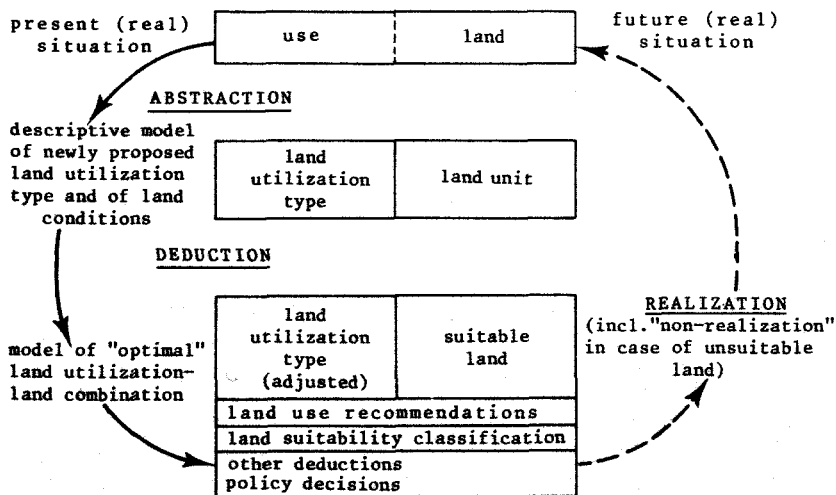 present (real)
situation
use
land
future (real)
situation
ABSTRACTION
descriptive model
of newly proposed
land utilization
type and of land
conditions
land
utilization
type
land unit
DEDUCTION
model of "optimal"
land utilization-
land combination
land
utilization
type
(adjusted)
suitable
land
REALIZATION
(incl."non-realization"
in case of unsuitable
land)
land use recommendations
land suitability classification
other deductions
policy decisions